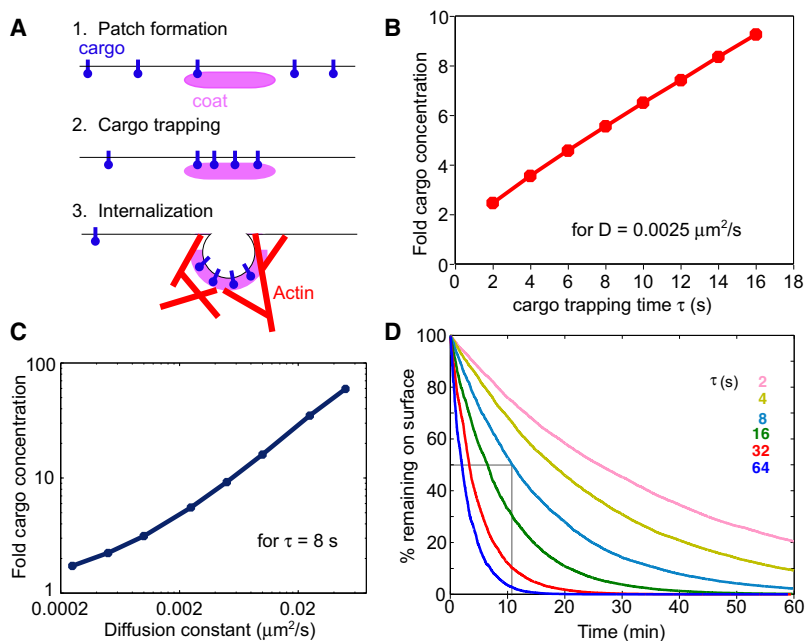 A
1. Patch formation
cargo
coat
2. Cargo trapping
3. Internalization
Actin
B
Fold cargo concentration
10
8
6
4
2
0
for D = 0.0025 μm²/s
0 2 4 6 8 10 12 14 16 18
cargo trapping time τ (s)
C
Fold cargo concentration
100
10
1
for τ = 8 s
0.0002 0.002 0.02
Diffusion constant (μm²/s)
D
% remaining on surface
100
80
60
40
20
0
τ (s)
2
4
8
16
32
64
0 10 20 30 40 50 60
Time (min)